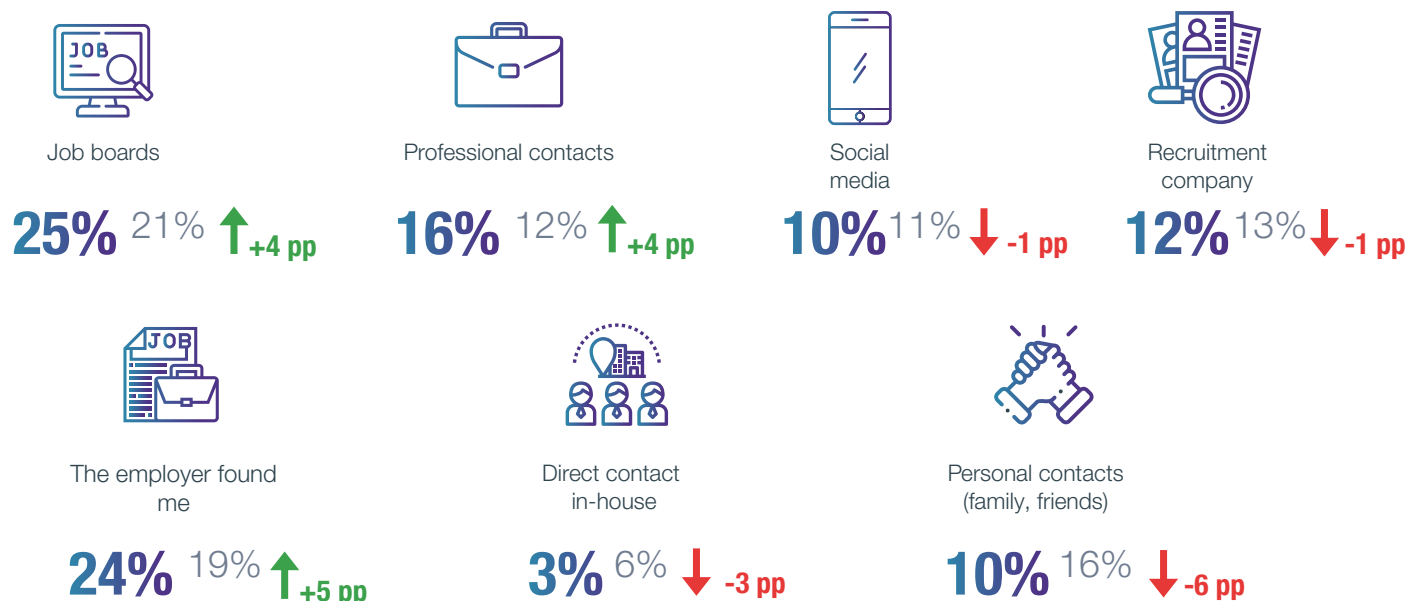 JOB
Job boards
25% 21% +4 pp
Professional contacts
16% 12% +4 pp
Social
media
10% 11% -1 pp
Recruitment
company
12% 13% -1 pp
JOB
The employer found
me
24% 19% +5 pp
Direct contact
in-house
3% 6% -3 pp
Personal contacts
(family, friends)
10% 16% -6 pp